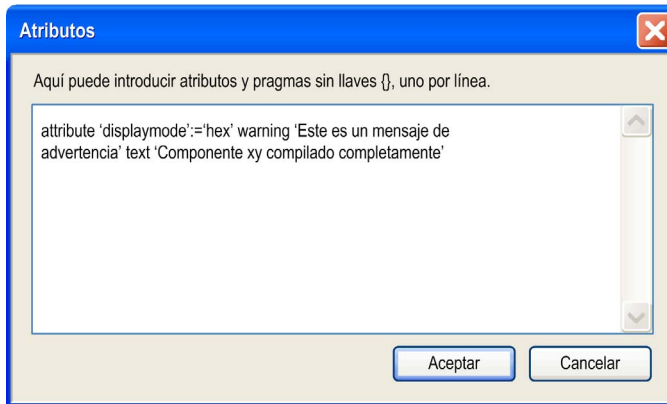 Atributos
Aquí puede introducir atributos y pragmas sin llaves {}, uno por línea.
attribute ‘displaymode’:=‘hex’ warning ‘Este es un mensaje de
advertencia’ text ‘Componente xy compilado completamente’
Aceptar
Cancelar